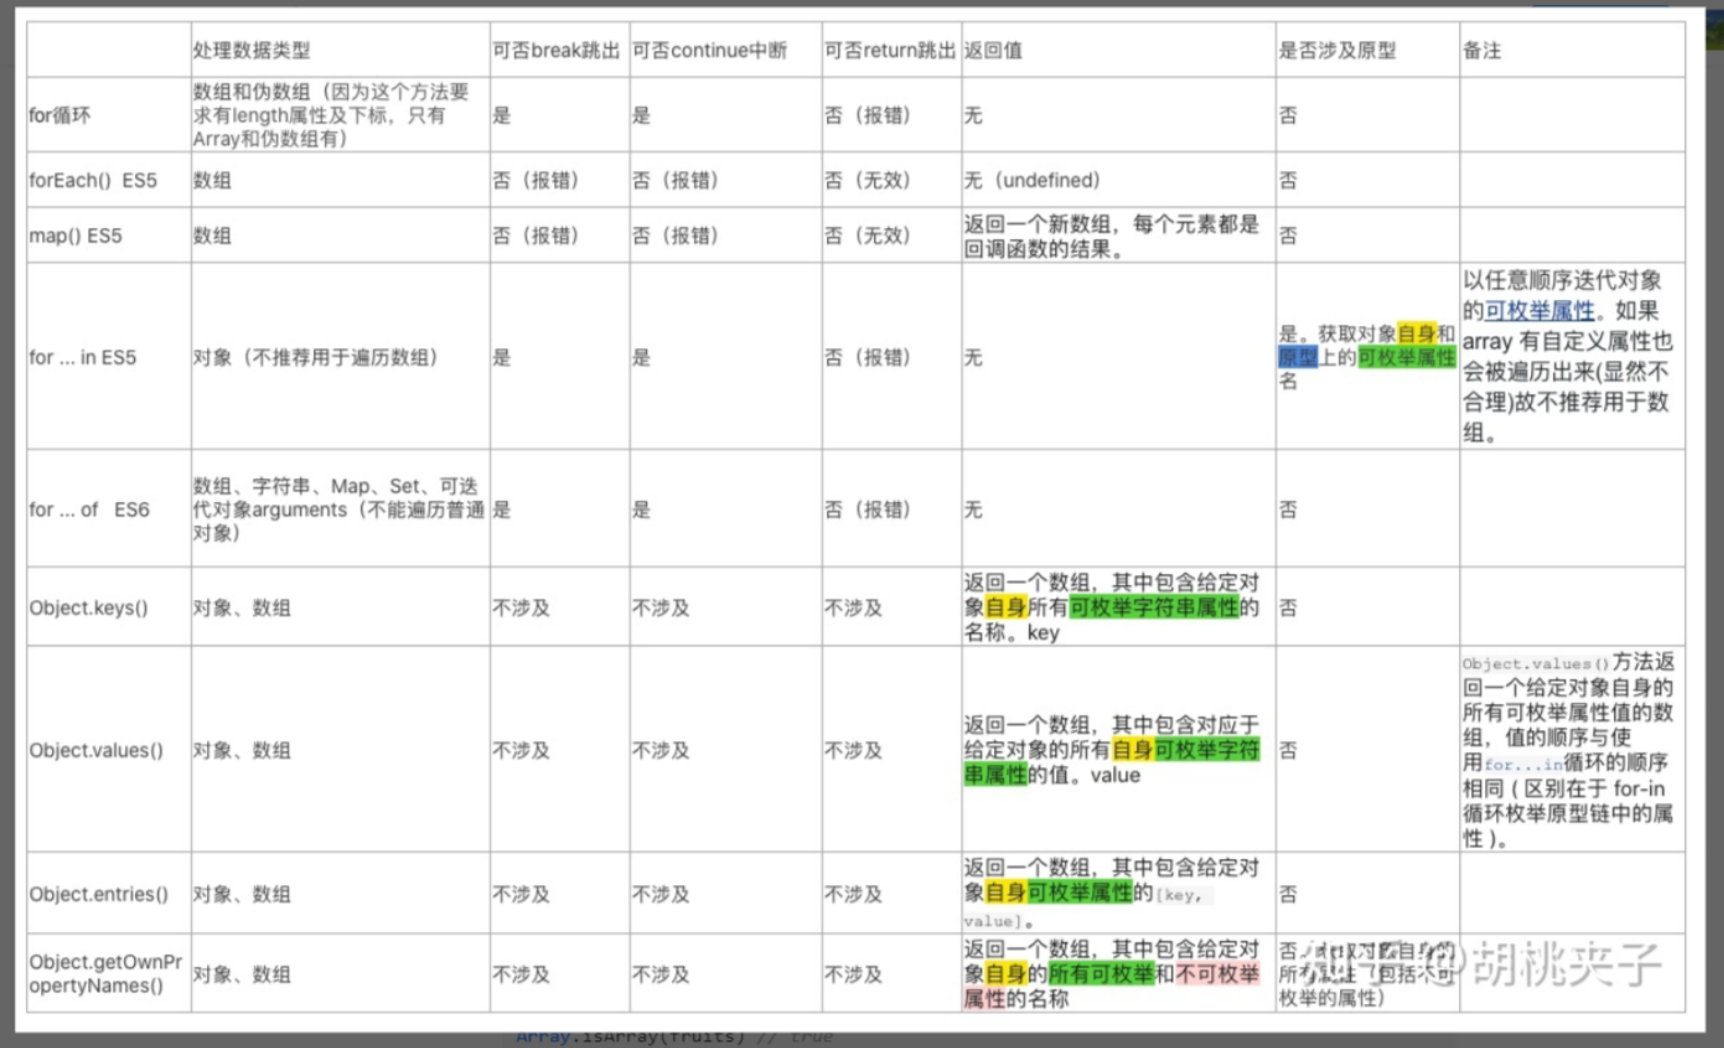 处理数据类型
可否break跳出
可否continue中断
可否return跳出
返回值
是否涉及原型
备注
for循环
数组和伪数组（因为这个方法要
求有length属性及下标，只有
Array和伪数组有）
是
是
否（报错）
无
否
forEach() ES5
数组
否（报错）
否（报错）
否（无效）
无（undefined）
否
map() ES5
数组
否（报错）
否（报错）
否（无效）
返回一个新数组，每个元素都是
回调函数的结果。
否
for ... in ES5
对象（不推荐用于遍历数组）
是
是
否（报错）
无
是。获取对象自身和
原型上的可枚举属性
名
以任意顺序迭代对象
的可枚举属性。如果
array 有自定义属性也
会被遍历出来(显然不
合理)故不推荐用于数
组。
for ... of ES6
数组、字符串、Map、Set、可迭
代对象arguments（不能遍历普通
对象）
是
是
否（报错）
无
否
Object.keys()
对象、数组
不涉及
不涉及
不涉及
返回一个数组，其中包含给定对
象自身所有可枚举字符串属性的
名称。key
否
Object.values()
对象、数组
不涉及
不涉及
不涉及
返回一个数组，其中包含对应于
给定对象的所有自身可枚举字符
串属性的值。value
否
Object.values()方法返
回一个给定对象自身的
所有可枚举属性值的数
组，值的顺序与使
用for...in循环的顺序
相同 ( 区别在于 for-in
循环枚举原型链中的属
性 )。
Object.entries()
对象、数组
不涉及
不涉及
不涉及
返回一个数组，其中包含给定对
象自身可枚举属性的[key,
value]。
否
Object.getOwnPr
opertyNames()
对象、数组
不涉及
不涉及
不涉及
返回一个数组，其中包含给定对
象自身的所有可枚举和不可枚举
属性的名称
否 取对象自身的
所 包括不可
枚举的属性）
知乎 @胡桃夹子
Array.isArray(fruits) // true